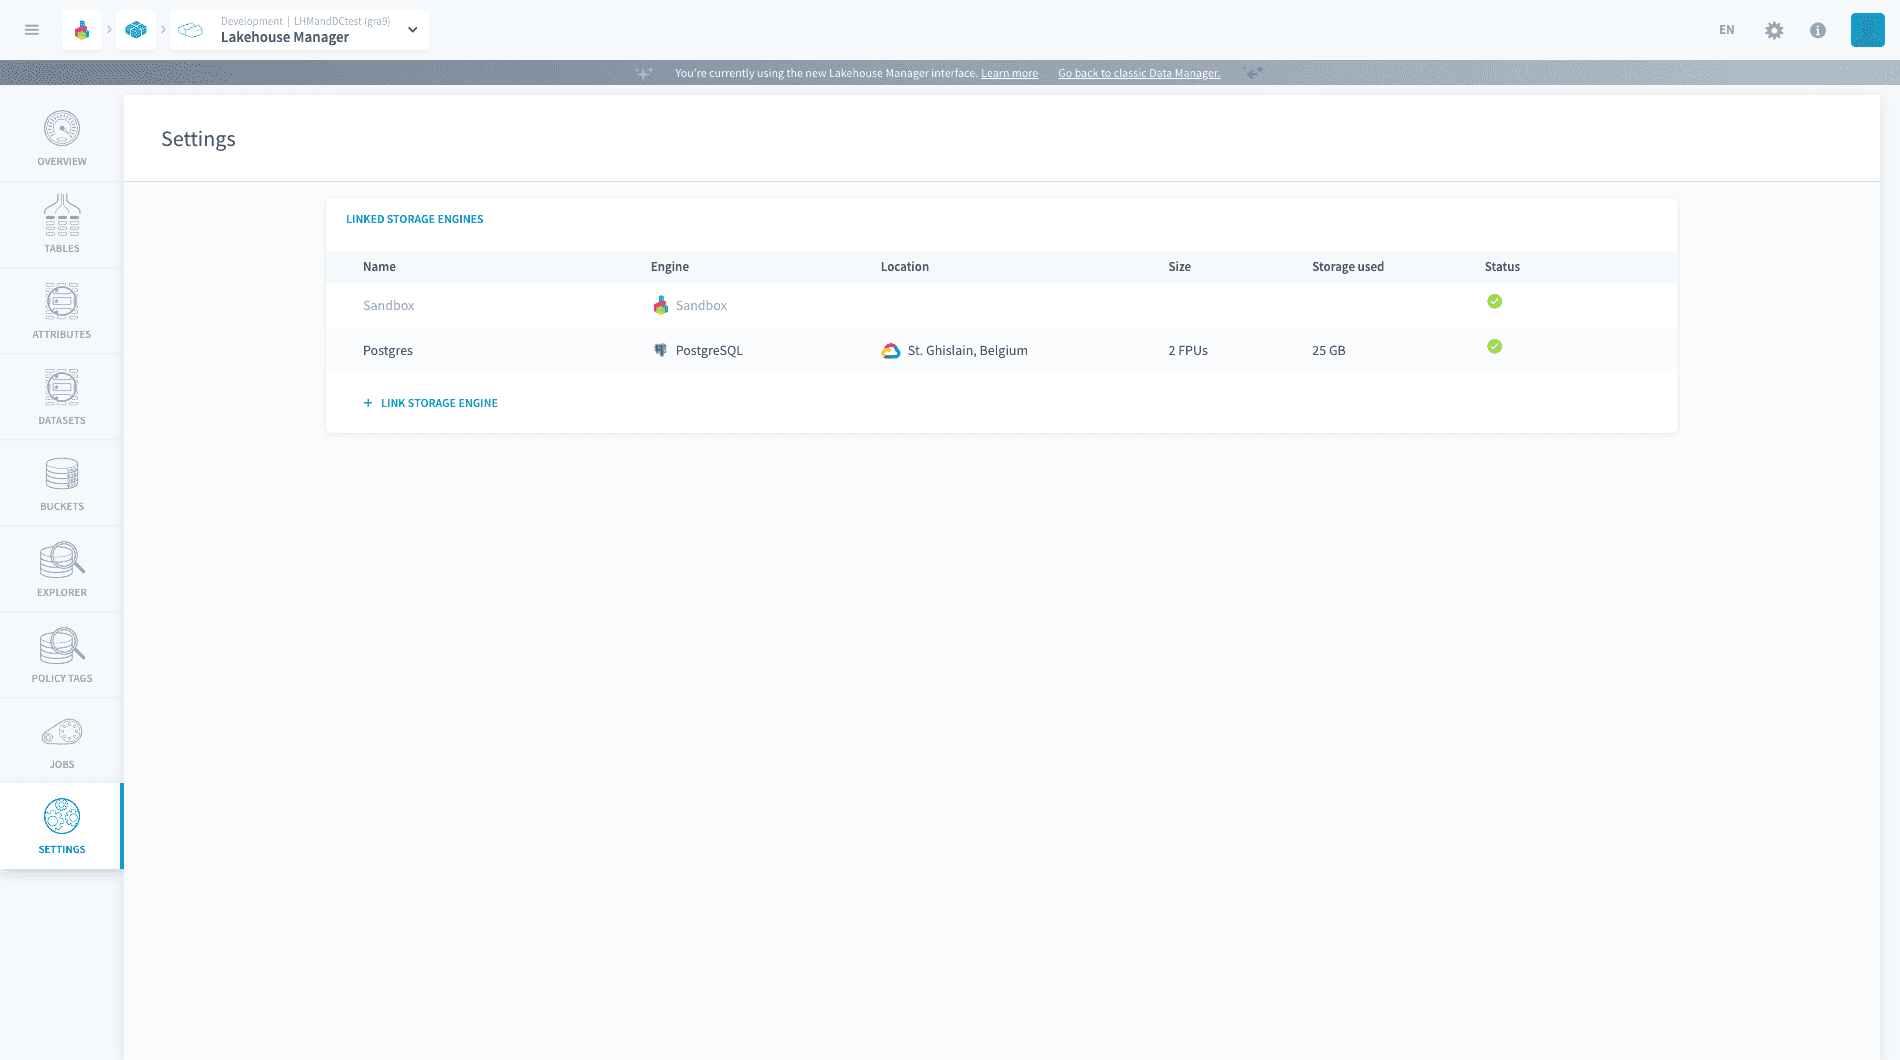 Development | LHMandDCtest (gra9)
Lakehouse Manager
EN
You're currently using the new Lakehouse Manager interface. Learn more Go back to classic Data Manager.
OVERVIEW
TABLES
ATTRIBUTES
DATASETS
BUCKETS
EXPLORER
POLICY TAGS
JOBS
SETTINGS
Settings
LINKED STORAGE ENGINES
Name Engine Location Size Storage used Status
Sandbox Sandbox
Postgres PostgreSQL St. Ghislain, Belgium 2 FPUs 25 GB
+ LINK STORAGE ENGINE